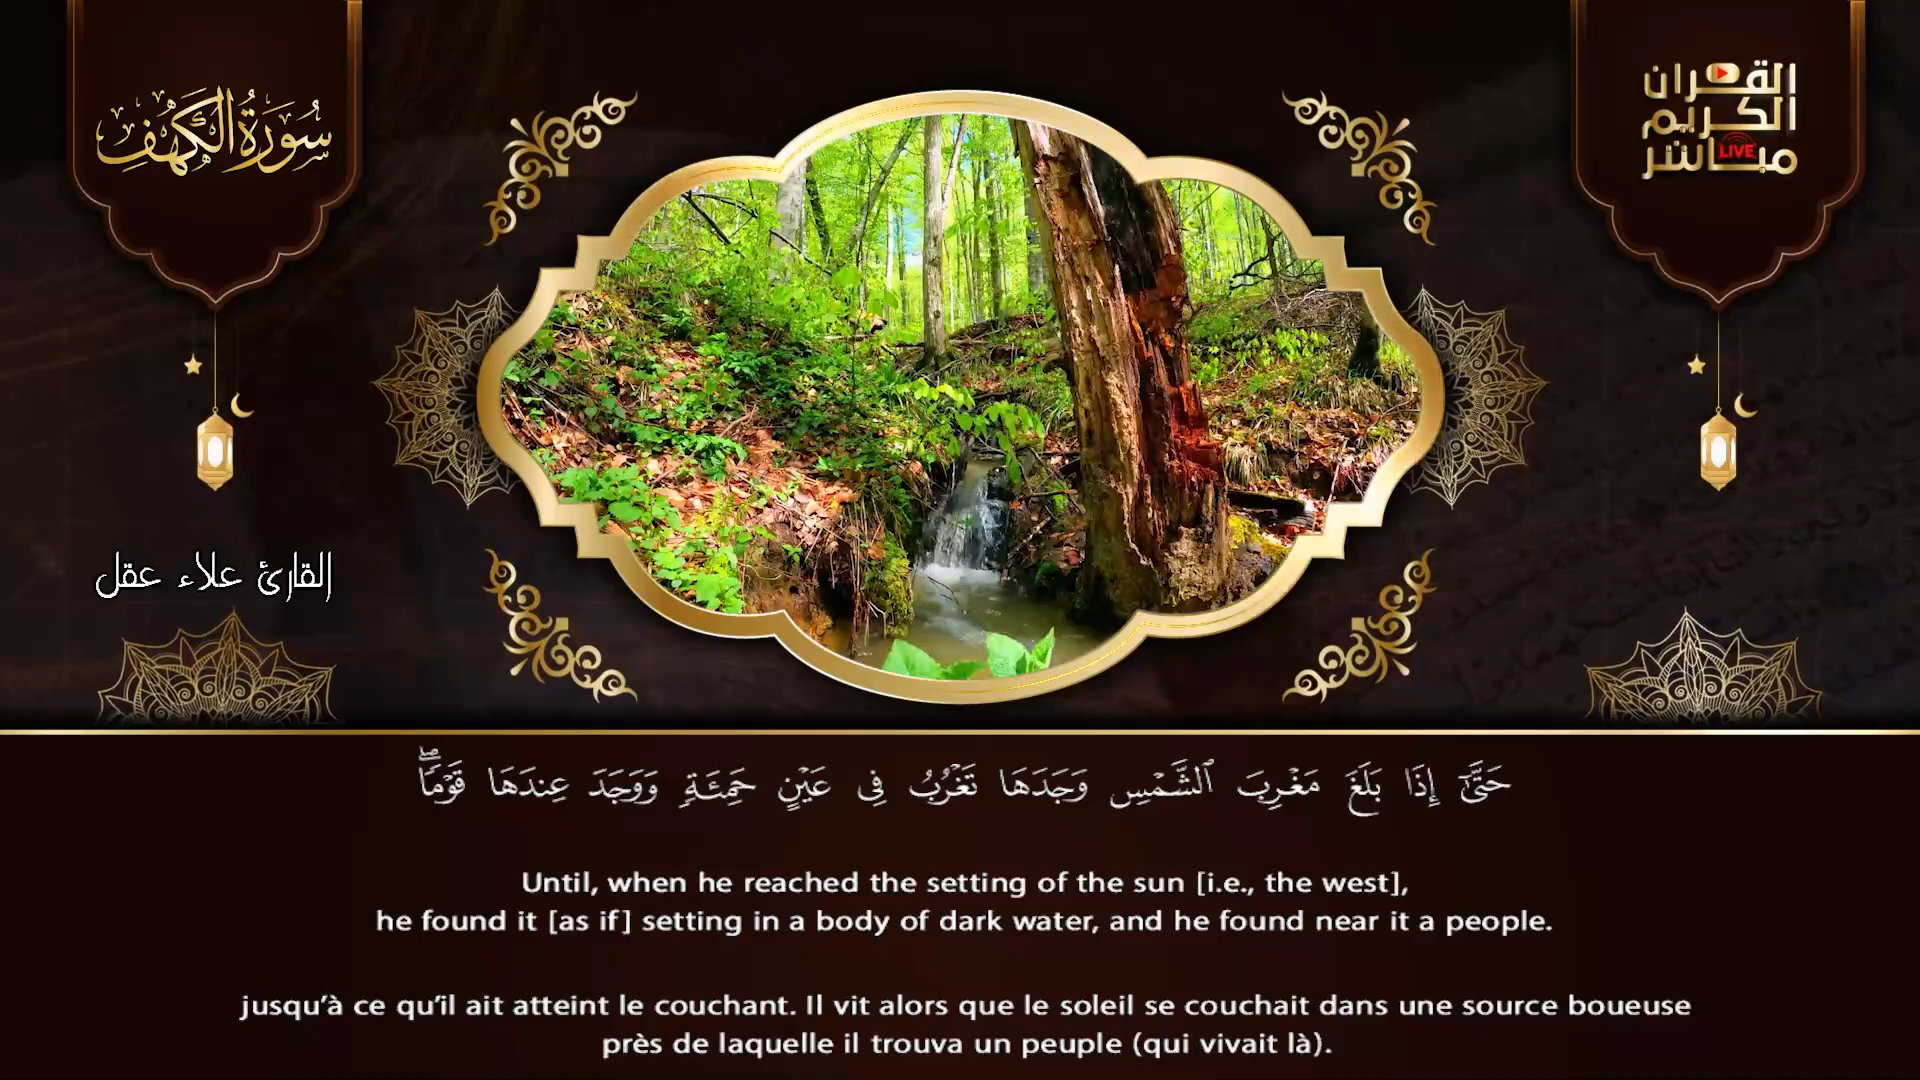 سُورَةُ الكَهْفِ
القرآن
الكريم
مباشر
LIVE
القارئ علاء عقل
حَتَّىٰٓ إِذَا بَلَغَ مَغْرِبَ ٱلشَّمْسِ وَجَدَهَا تَغْرُبُ فِى عَيْنٍ حَمِئَةٍ وَوَجَدَ عِندَهَا قَوْمًا ۖ
Until, when he reached the setting of the sun [i.e., the west],
he found it [as if] setting in a body of dark water, and he found near it a people.
jusqu’à ce qu’il ait atteint le couchant. Il vit alors que le soleil se couchait dans une source boueuse
près de laquelle il trouva un peuple (qui vivait là).